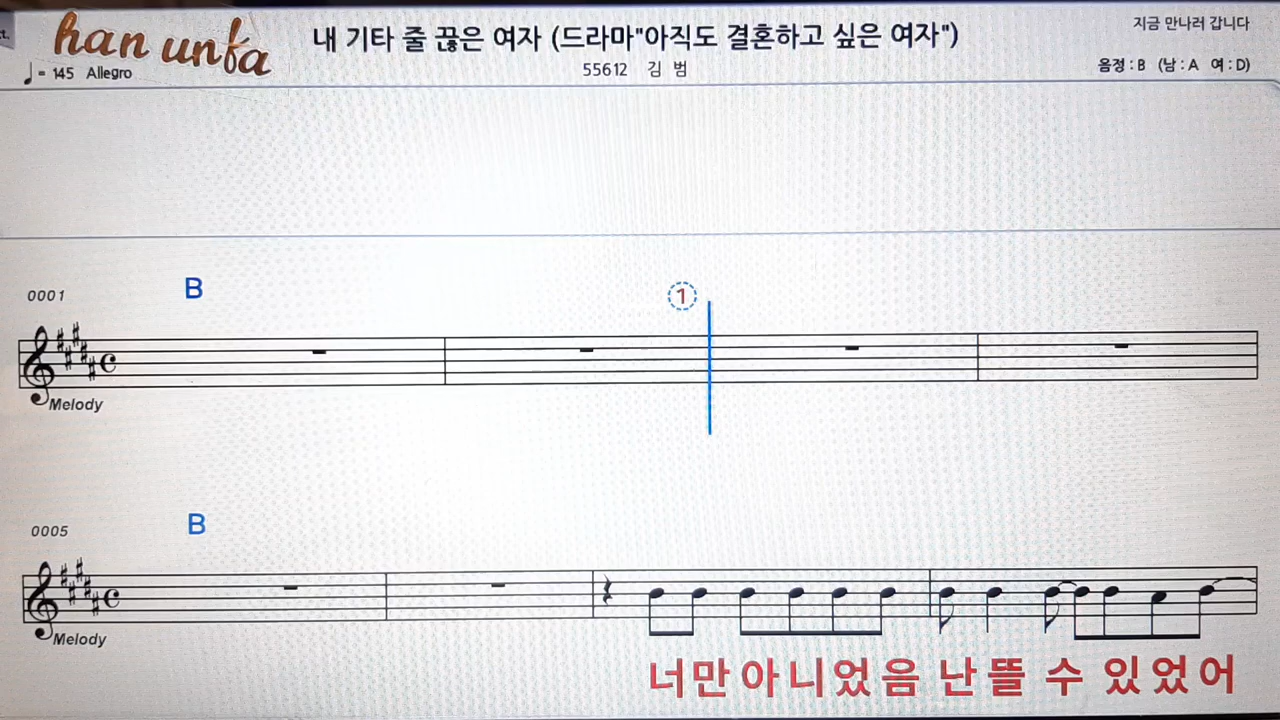 han unfa
내 기타 줄 끊은 여자 (드라마"아직도 결혼하고 싶은 여자")
지금 만나러 갑니다
♩= 145 Allegro
55612 김 범
음정 : B (남 : A 여 : D)
0001 B 1
Melody
0005 B
Melody
너만 아니었음 난 뜰 수 있었어